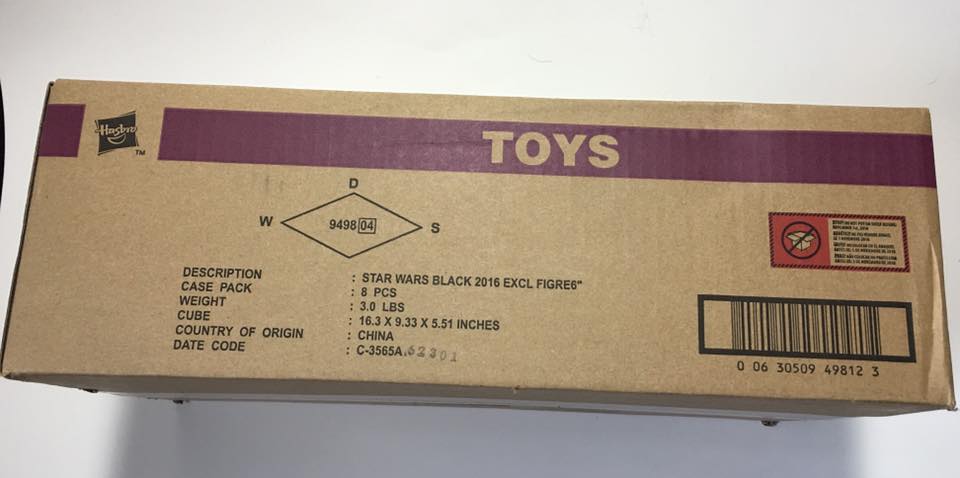 Hasbro
TM
TOYS
D
W 9498 04 S
DESCRIPTION : STAR WARS BLACK 2016 EXCL FIGRE6"
CASE PACK : 8 PCS
WEIGHT : 3.0 LBS
CUBE : 16.3 X 9.33 X 5.51 INCHES
COUNTRY OF ORIGIN : CHINA
DATE CODE : C-3565A 62301
0 06 30509 49812 3